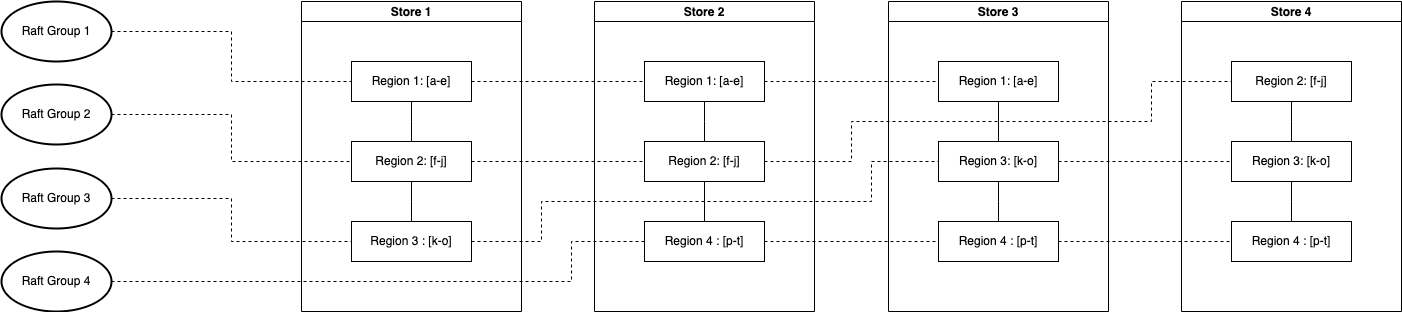 Raft Group 1
Raft Group 2
Raft Group 3
Raft Group 4
Store 1
Region 1: [a-e]
Region 2: [f-j]
Region 3 : [k-o]
Store 2
Region 1: [a-e]
Region 2: [f-j]
Region 4 : [p-t]
Store 3
Region 1: [a-e]
Region 3: [k-o]
Region 4 : [p-t]
Store 4
Region 2: [f-j]
Region 3: [k-o]
Region 4 : [p-t]